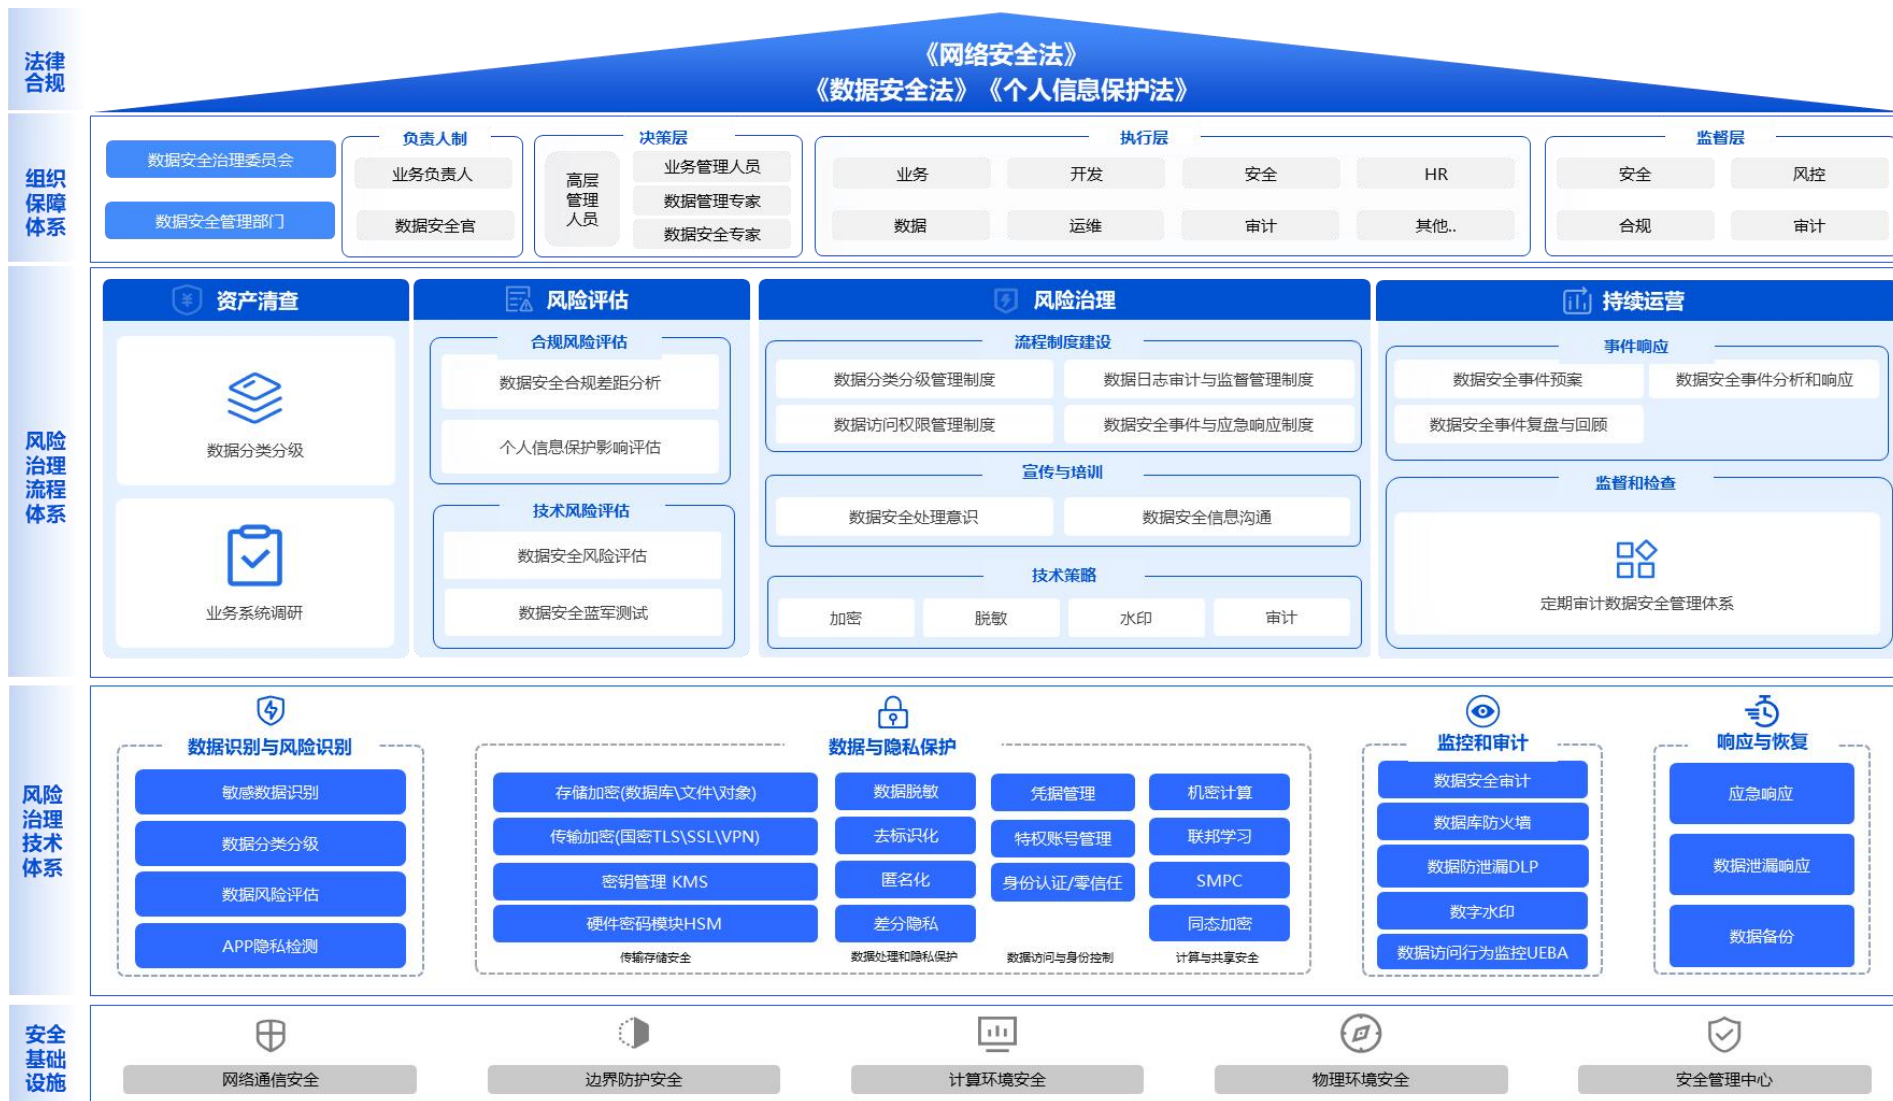 法律
合规
《网络安全法》
《数据安全法》《个人信息保护法》
组织
保障
体系
数据安全治理委员会
数据安全管理部门
负责人制
业务负责人
数据安全官
决策层
高层
管理
人员
业务管理人员
数据管理专家
数据安全专家
执行层
业务
开发
安全
HR
数据
运维
审计
其他..
监督层
安全
风控
合规
审计
风险
治理
流程
体系
资产清查
数据分类分级
业务系统调研
风险评估
合规风险评估
数据安全合规差距分析
个人信息保护影响评估
技术风险评估
数据安全风险评估
数据安全蓝军测试
风险治理
流程制度建设
数据分类分级管理制度
数据日志审计与监督管理制度
数据访问权限管理制度
数据安全事件与应急响应制度
宣传与培训
数据安全处理意识
数据安全信息沟通
技术策略
加密
脱敏
水印
审计
持续运营
事件响应
数据安全事件预案
数据安全事件分析和响应
数据安全事件复盘与回顾
监督和检查
定期审计数据安全管理体系
风险
治理
技术
体系
数据识别与风险识别
敏感数据识别
数据分类分级
数据风险评估
APP隐私检测
数据与隐私保护
存储加密(数据库\文件\对象)
传输加密(国密TLS\SSL\VPN)
密钥管理 KMS
硬件密码模块HSM
传输存储安全
数据脱敏
去标识化
匿名化
差分隐私
数据处理和隐私保护
凭据管理
特权账号管理
身份认证/零信任
数据访问与身份控制
机密计算
联邦学习
SMPC
同态加密
计算与共享安全
监控和审计
数据安全审计
数据库防火墙
数据防泄漏DLP
数字水印
数据访问行为监控UEBA
响应与恢复
应急响应
数据泄漏响应
数据备份
安全
基础
设施
网络通信安全
边界防护安全
计算环境安全
物理环境安全
安全管理中心